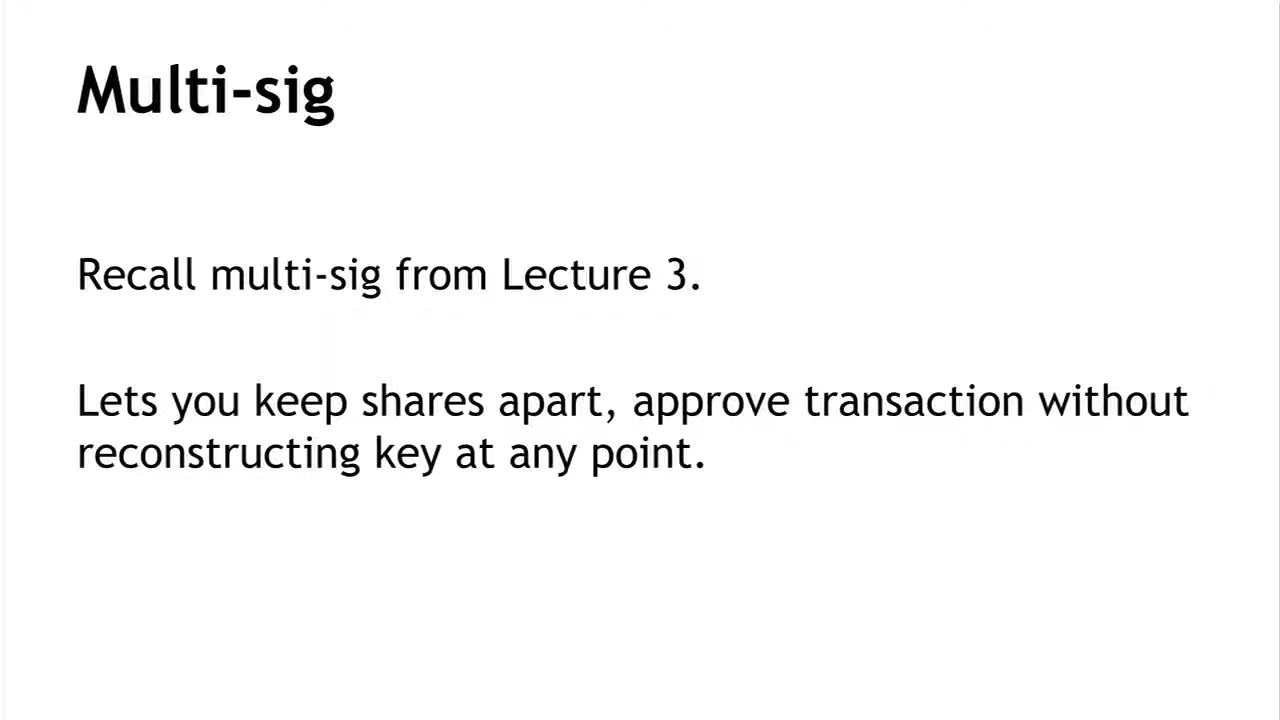 Multi-sig
Recall multi-sig from Lecture 3.
Lets you keep shares apart, approve transaction without
reconstructing key at any point.